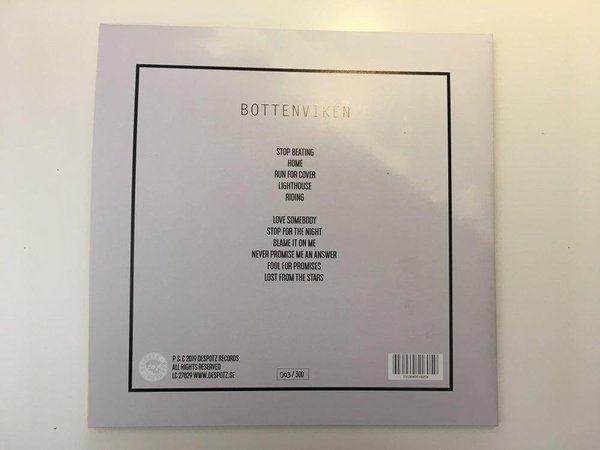 BOTTENVIKEN
STOP BEATING
HOME
RUN FOR COVER
LIGHTHOUSE
RIDING
LOVE SOMEBODY
STOP FOR THE NIGHT
BLAME IT ON ME
NEVER PROMISE ME AN ANSWER
FOOL FOR PROMISES
LOST FROM THE STARS
P & C 2019 DESPOTZ RECORDS
ALL RIGHTS RESERVED
LC 27829 WWW.DESPOTZ.SE
003 / 500